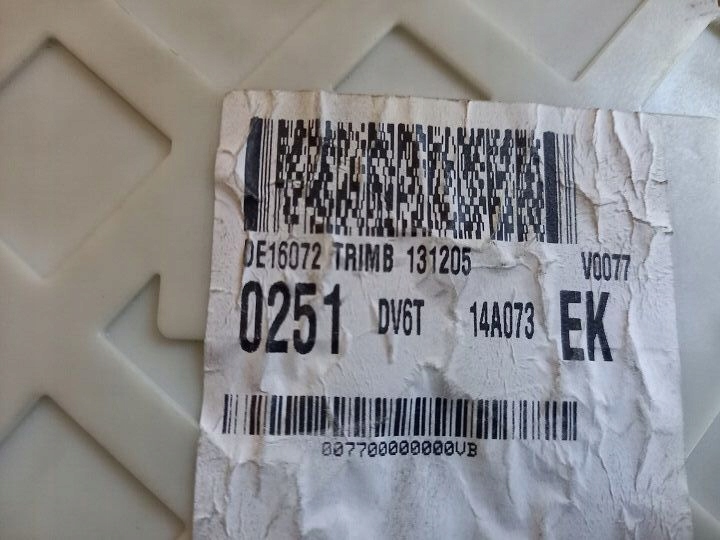 DE16072 TRIMB 131205 V0077
0251 DV6T 14A073 EK
007700000000VB